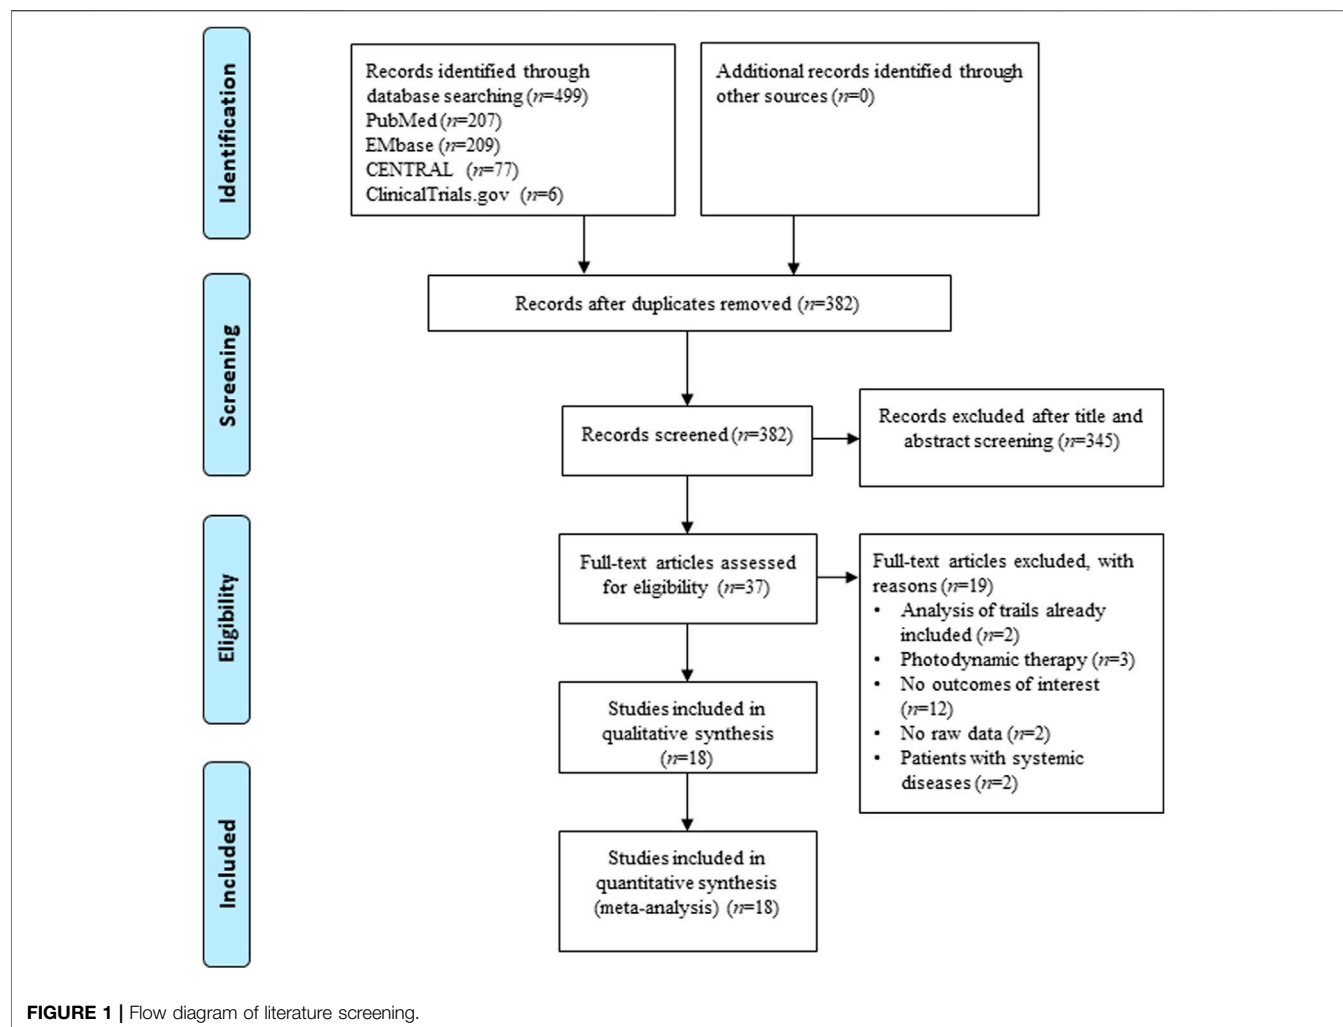 Identification
Records identified through
database searching (n=499)
PubMed (n=207)
EMbase (n=209)
CENTRAL (n=77)
ClinicalTrials.gov (n=6)
Additional records identified through
other sources (n=0)
Records after duplicates removed (n=382)
Screening
Records screened (n=382)
Records excluded after title and
abstract screening (n=345)
Eligibility
Full-text articles assessed
for eligibility (n=37)
Full-text articles excluded, with
reasons (n=19)
• Analysis of trails already
included (n=2)
• Photodynamic therapy (n=3)
• No outcomes of interest
(n=12)
• No raw data (n=2)
• Patients with systemic
diseases (n=2)
Studies included in
qualitative synthesis
(n=18)
Included
Studies included in
quantitative synthesis
(meta-analysis) (n=18)
FIGURE 1 | Flow diagram of literature screening.